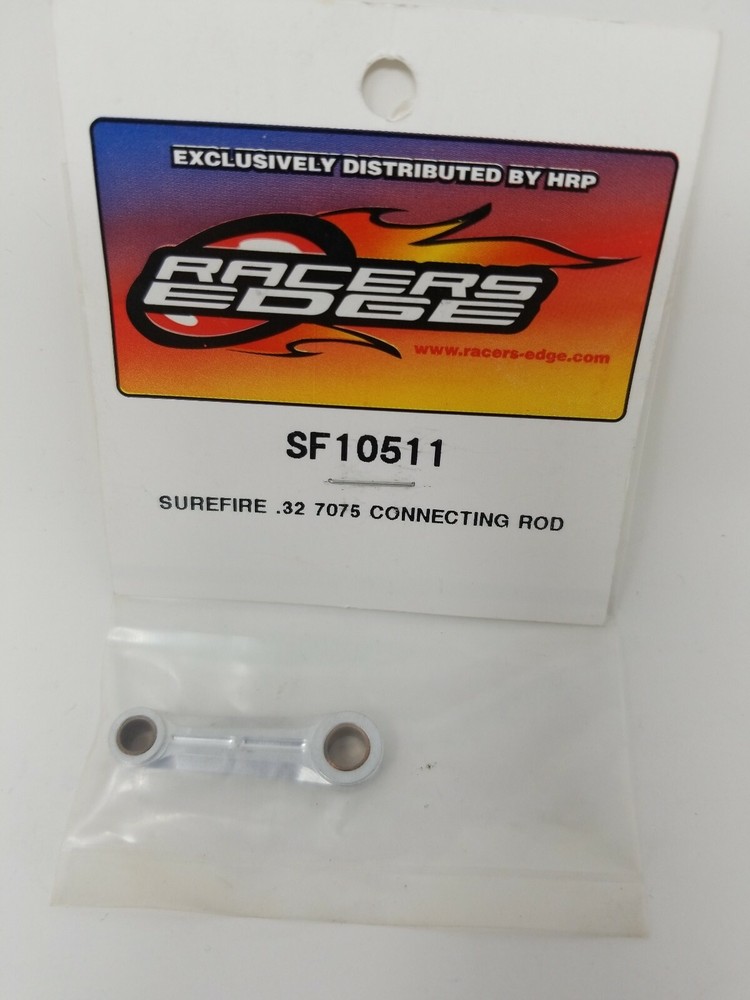 EXCLUSIVELY DISTRIBUTED BY HRP
RACERS
EDGE
www.racers-edge.com
SF10511
SUREFIRE .32 7075 CONNECTING ROD